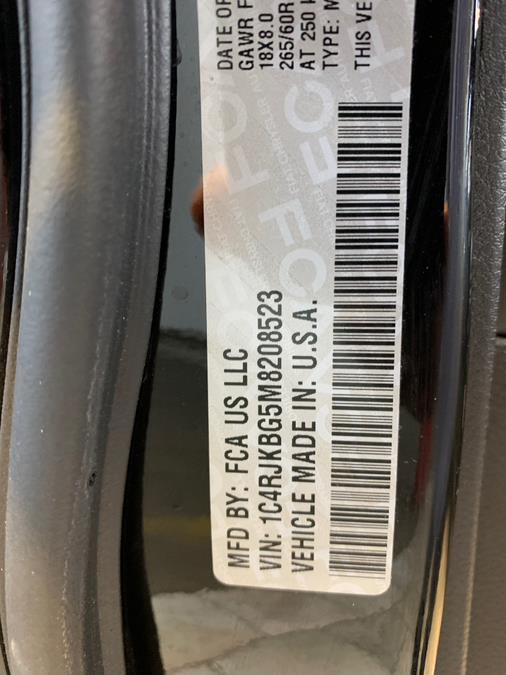 MFD BY: FCA US LLC
VIN: 1C4RJKBG5M8208523
VEHICLE MADE IN: U.S.A.
DATE OF
GAWR F
18X8.0
265/60R
AT 250
TYPE: M
THIS VE